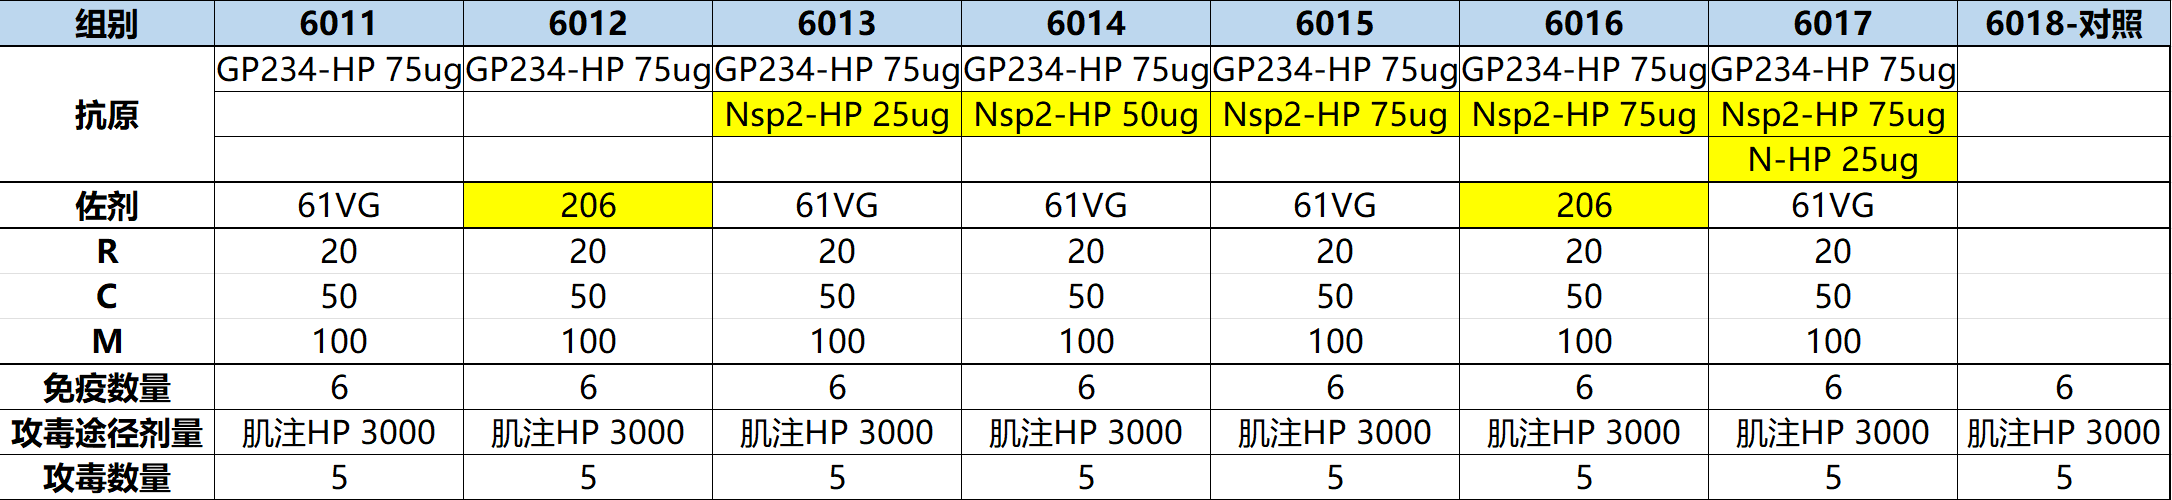 组别 6011 6012 6013 6014 6015 6016 6017 6018-对照
抗原 GP234-HP 75ug GP234-HP 75ug GP234-HP 75ug GP234-HP 75ug GP234-HP 75ug GP234-HP 75ug GP234-HP 75ug
Nsp2-HP 25ug Nsp2-HP 50ug Nsp2-HP 75ug Nsp2-HP 75ug Nsp2-HP 75ug
N-HP 25ug
佐剂 61VG 206 61VG 61VG 61VG 206 61VG
R 20 20 20 20 20 20 20
C 50 50 50 50 50 50 50
M 100 100 100 100 100 100 100
免疫数量 6 6 6 6 6 6 6 6
攻毒途径剂量 肌注HP 3000 肌注HP 3000 肌注HP 3000 肌注HP 3000 肌注HP 3000 肌注HP 3000 肌注HP 3000 肌注HP 3000
攻毒数量 5 5 5 5 5 5 5 5